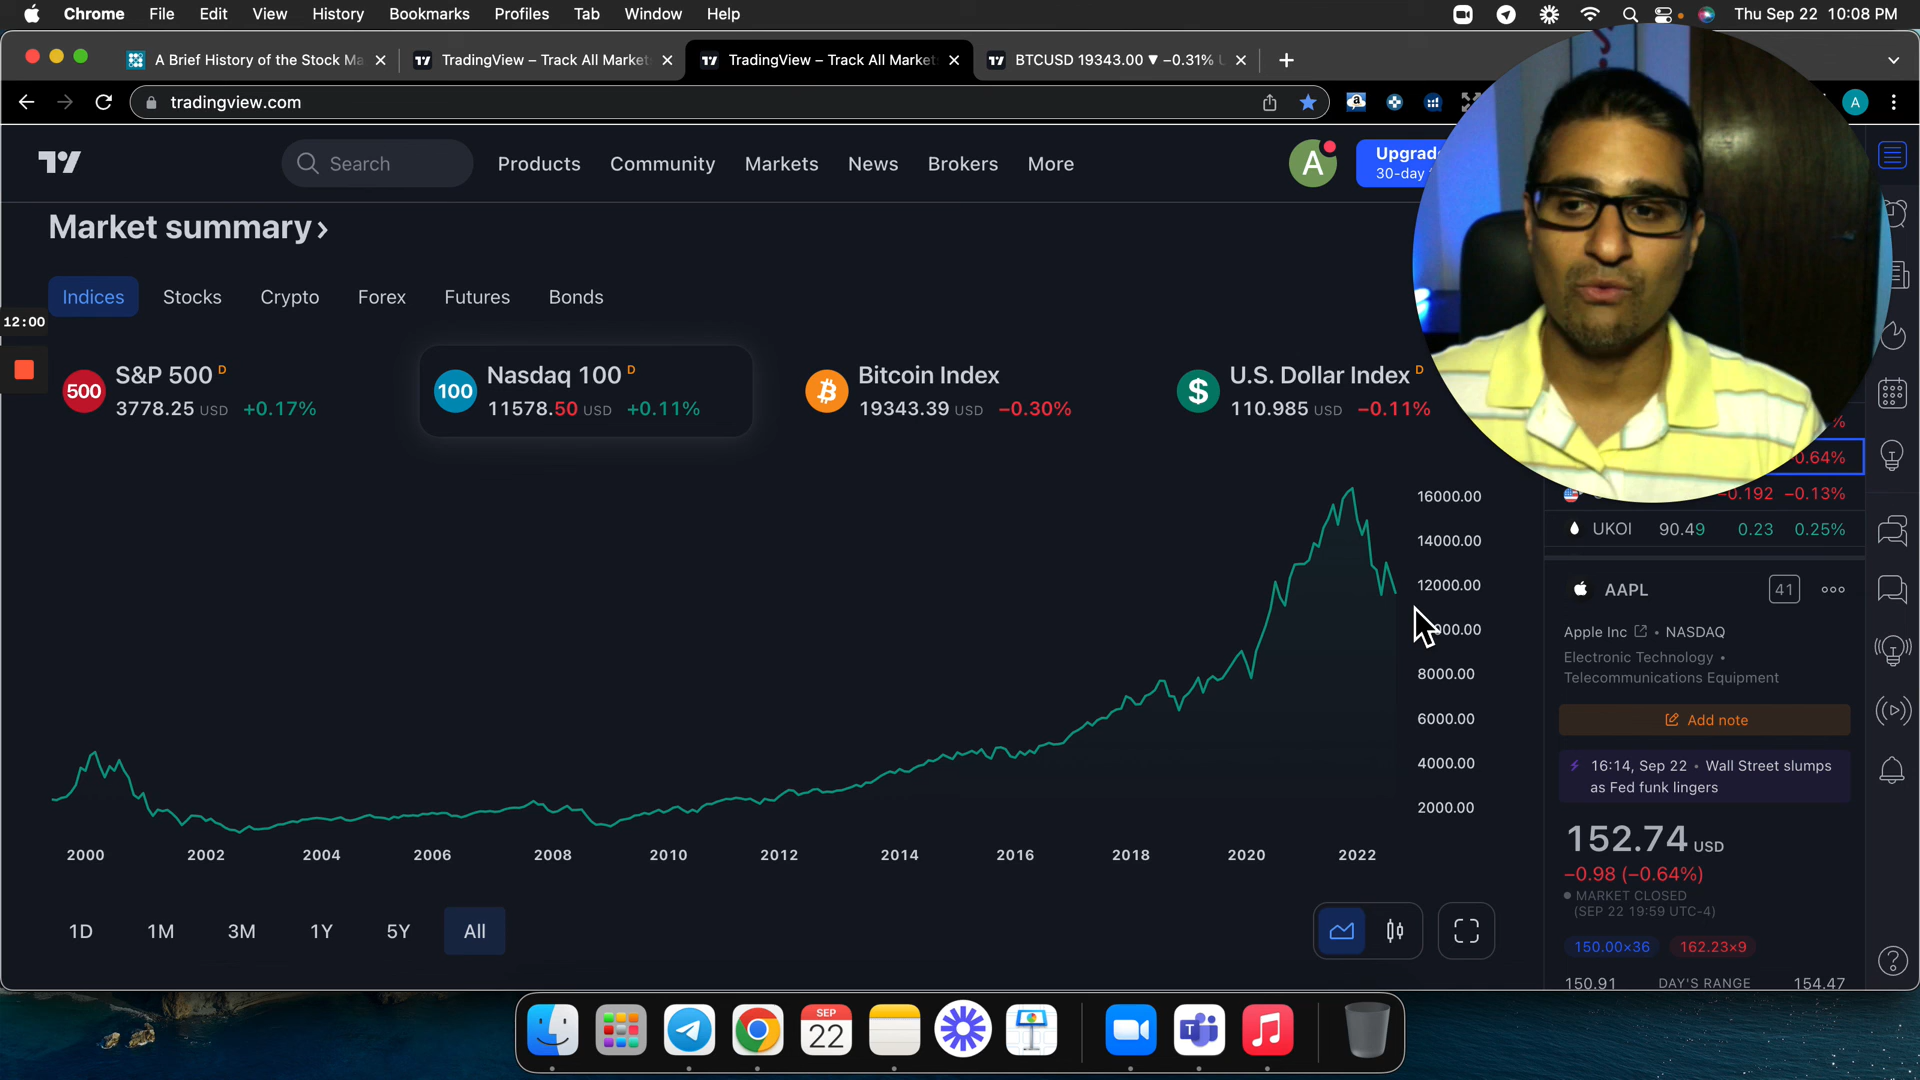 Chrome File Edit View History Bookmarks Profiles Tab Window Help
Thu Sep 22 10:08 PM
A Brief History of the Stock Ma
TradingView – Track All Market
TradingView – Track All Market
BTCUSD 19343.00 ▼ −0.31%
tradingview.com
A
Search
Products Community Markets News Brokers More
A
Upgrad
30-day
Market summary ›
Indices Stocks Crypto Forex Futures Bonds
12:00
500
S&P 500 D
3778.25 USD +0.17%
100
Nasdaq 100 D
11578.50 USD +0.11%
Bitcoin Index
19343.39 USD −0.30%
$
U.S. Dollar Index D
110.985 USD −0.11%
%
0.64%
−0.192 −0.13%
UKOI 90.49 0.23 0.25%
16000.00
14000.00
12000.00
000.00
8000.00
6000.00
4000.00
2000.00
2000 2002 2004 2006 2008 2010 2012 2014 2016 2018 2020 2022
1D 1M 3M 1Y 5Y All
AAPL 41
Apple Inc • NASDAQ
Electronic Technology •
Telecommunications Equipment
Add note
16:14, Sep 22 • Wall Street slumps
as Fed funk lingers
152.74 USD
−0.98 (−0.64%)
MARKET CLOSED
(SEP 22 19:59 UTC-4)
150.00×36 162.23×9
150.91 DAY'S RANGE 154.47
SEP
22